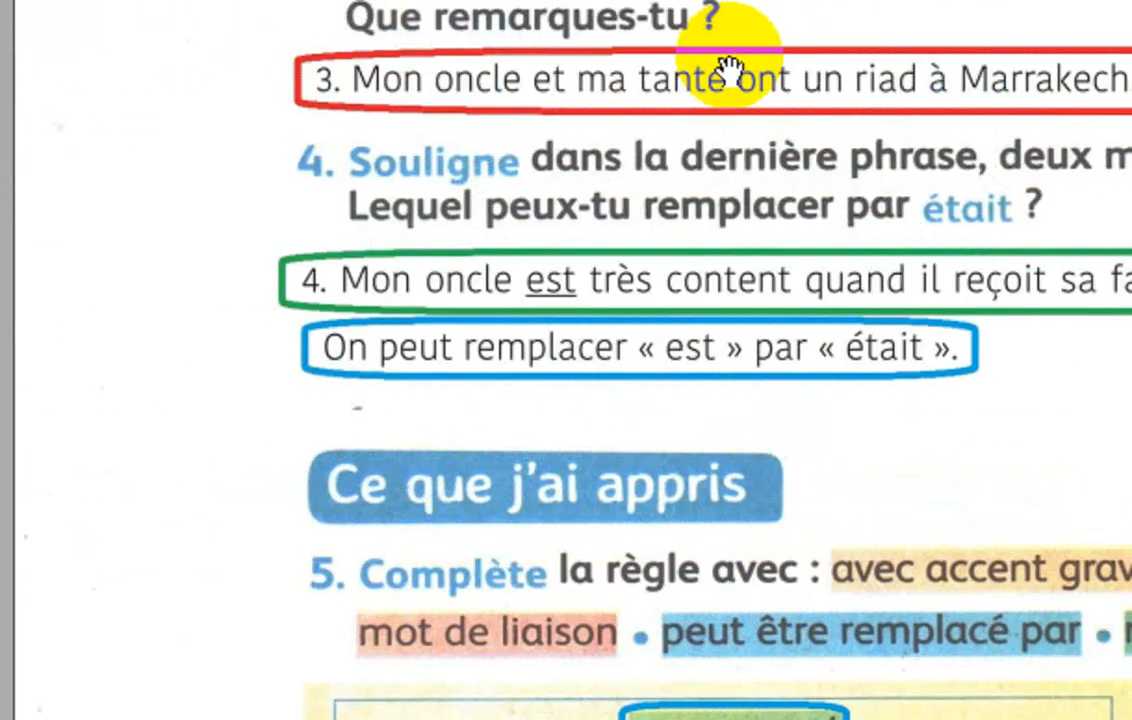 Que remarques-tu ?
3. Mon oncle et ma tante ont un riad à Marrakech
4. Souligne dans la dernière phrase, deux
Lequel peux-tu remplacer par était ?
4. Mon oncle est très content quand il reçoit sa
On peut remplacer « est » par « était ».
Ce que j'ai appris
5. Complète la règle avec : avec accent
mot de liaison • peut être remplacé par •